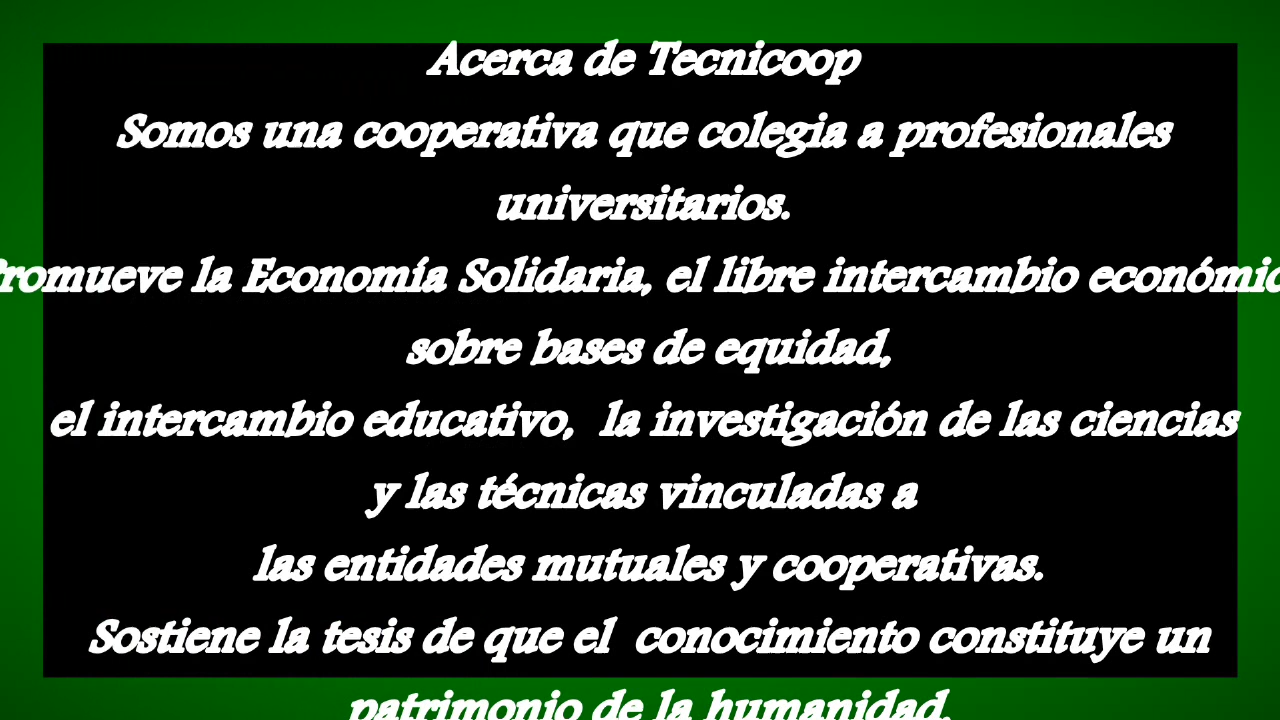 Acerca de Tecnicoop
Somos una cooperativa que colegia a profesionales
universitarios.
Promueve la Economía Solidaria, el libre intercambio económic
sobre bases de equidad,
el intercambio educativo, la investigación de las ciencias
y las técnicas vinculadas a
las entidades mutuales y cooperativas.
Sostiene la tesis de que el conocimiento constituye un
patrimonio de la humanidad.